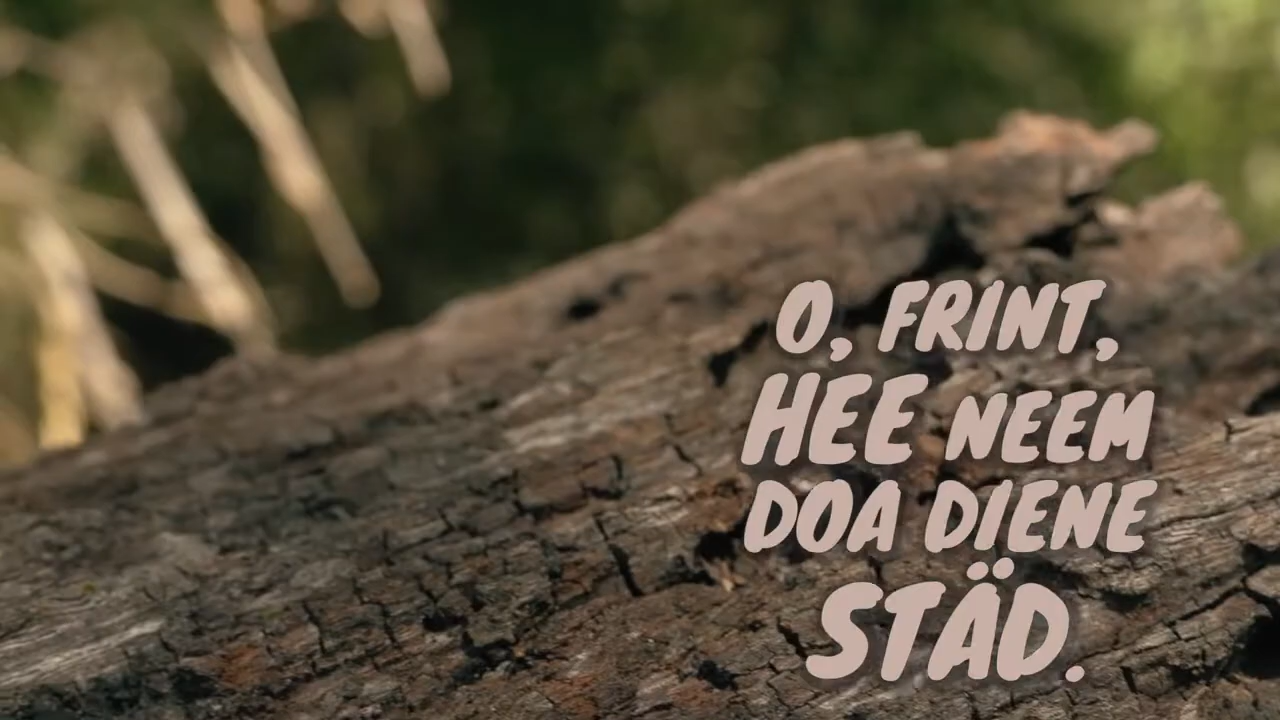 O, FRINT,
HEE NEEM
DOA DIENE
STÄD.